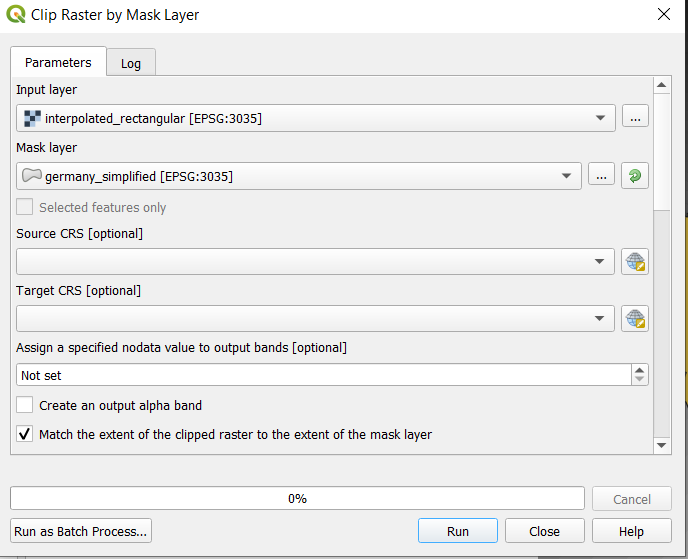 Clip Raster by Mask Layer
Parameters
Log
Input layer
interpolated_rectangular [EPSG:3035]
...
Mask layer
germany_simplified [EPSG:3035]
...
Selected features only
Source CRS [optional]
Target CRS [optional]
Assign a specified nodata value to output bands [optional]
Not set
Create an output alpha band
Match the extent of the clipped raster to the extent of the mask layer
0%
Cancel
Run as Batch Process...
Run
Close
Help